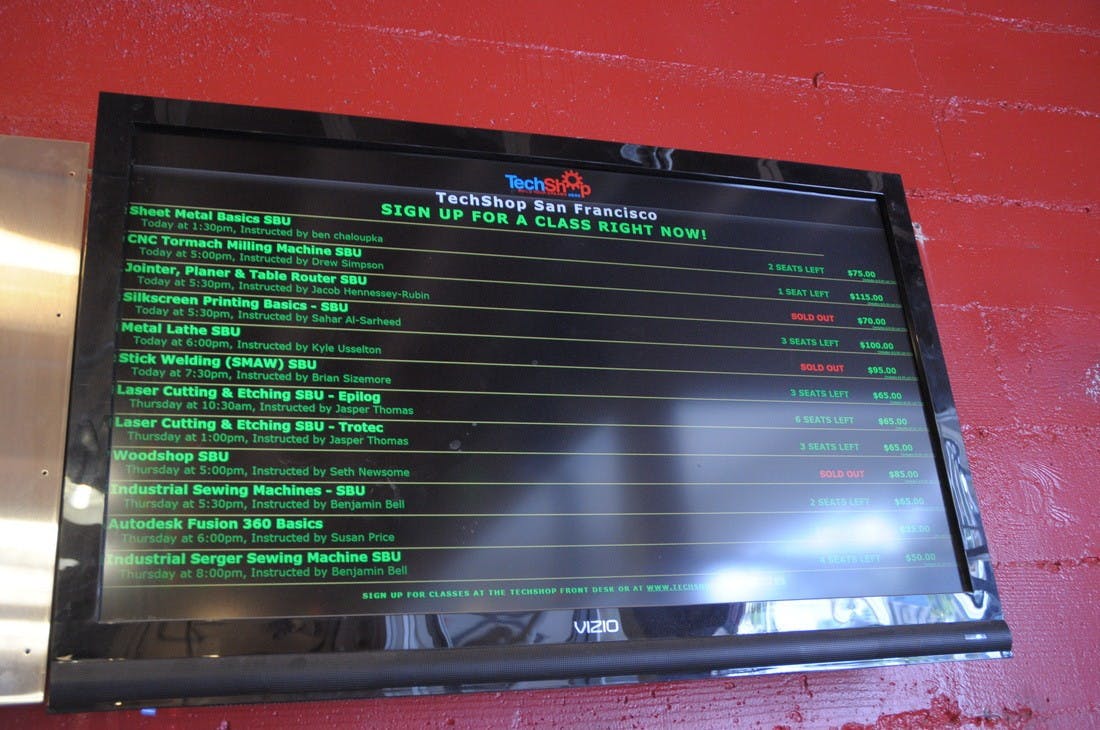 TechShop
BUILD YOUR DREAMS HERE
TechShop San Francisco
SIGN UP FOR A CLASS RIGHT NOW!
Sheet Metal Basics SBU
Today at 1:30pm, Instructed by ben chaloupka
2 SEATS LEFT $75.00
CNC Tormach Milling Machine SBU
Today at 5:00pm, Instructed by Drew Simpson
1 SEAT LEFT $115.00
Jointer, Planer & Table Router SBU
Today at 5:30pm, Instructed by Jacob Hennessey-Rubin
SOLD OUT $70.00
Silkscreen Printing Basics - SBU
Today at 5:30pm, Instructed by Sahar Al-Sarheed
3 SEATS LEFT $100.00
Metal Lathe SBU
Today at 6:00pm, Instructed by Kyle Usselton
SOLD OUT $95.00
Stick Welding (SMAW) SBU
Today at 7:30pm, Instructed by Brian Sizemore
3 SEATS LEFT $65.00
Laser Cutting & Etching SBU - Epilog
Thursday at 10:30am, Instructed by Jasper Thomas
6 SEATS LEFT $65.00
Laser Cutting & Etching SBU - Trotec
Thursday at 1:00pm, Instructed by Jasper Thomas
3 SEATS LEFT $65.00
Woodshop SBU
Thursday at 5:00pm, Instructed by Seth Newsome
SOLD OUT $85.00
Industrial Sewing Machines - SBU
Thursday at 5:30pm, Instructed by Benjamin Bell
2 SEATS LEFT $65.00
Autodesk Fusion 360 Basics
Thursday at 6:00pm, Instructed by Susan Price
Industrial Serger Sewing Machine SBU
Thursday at 8:00pm, Instructed by Benjamin Bell
4 SEATS LEFT $50.00
SIGN UP FOR CLASSES AT THE TECHSHOP FRONT DESK OR AT
VIZIO